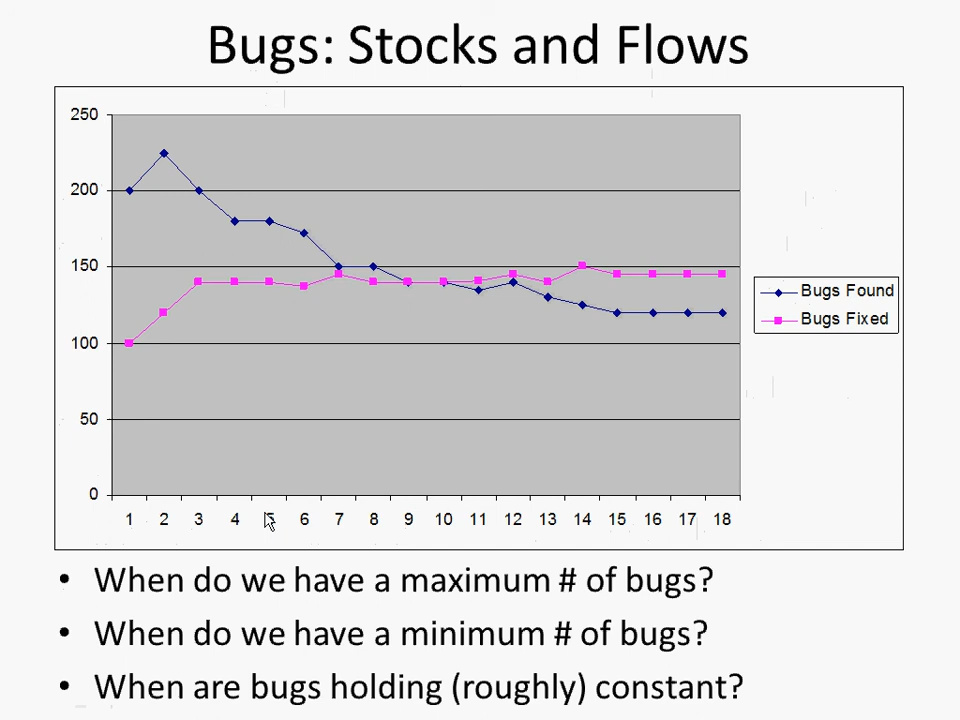 Bugs: Stocks and Flows
250
200
150
100
50
0
Bugs Found
Bugs Fixed
1 2 3 4 5 6 7 8 9 10 11 12 13 14 15 16 17 18
• When do we have a maximum # of bugs?
• When do we have a minimum # of bugs?
• When are bugs holding (roughly) constant?